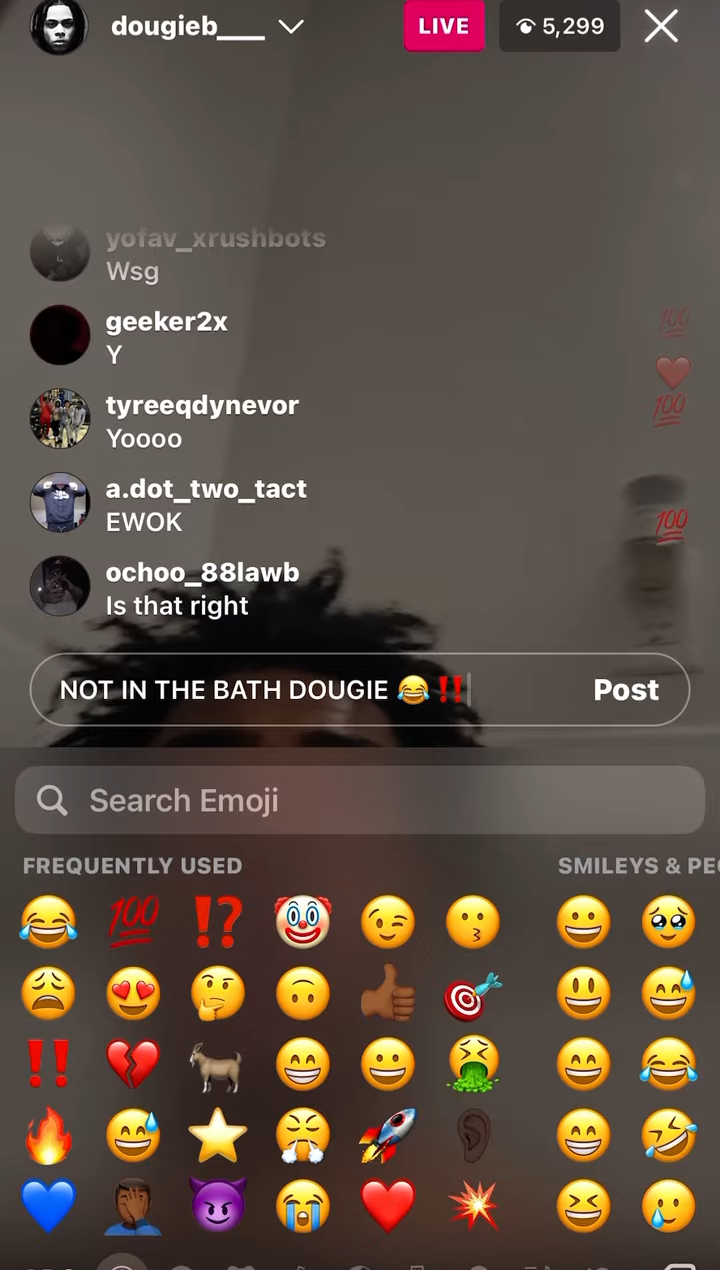 dougieb___ LIVE 5,299
yofav_xrushbots
Wsg
geeker2x
Y
tyreeqdynevor
Yoooo
a.dot_two_tact
EWOK
ochoo_88lawb
Is that right
NOT IN THE BATH DOUGIE 😂‼️ Post
Search Emoji
FREQUENTLY USED SMILEYS & PEO